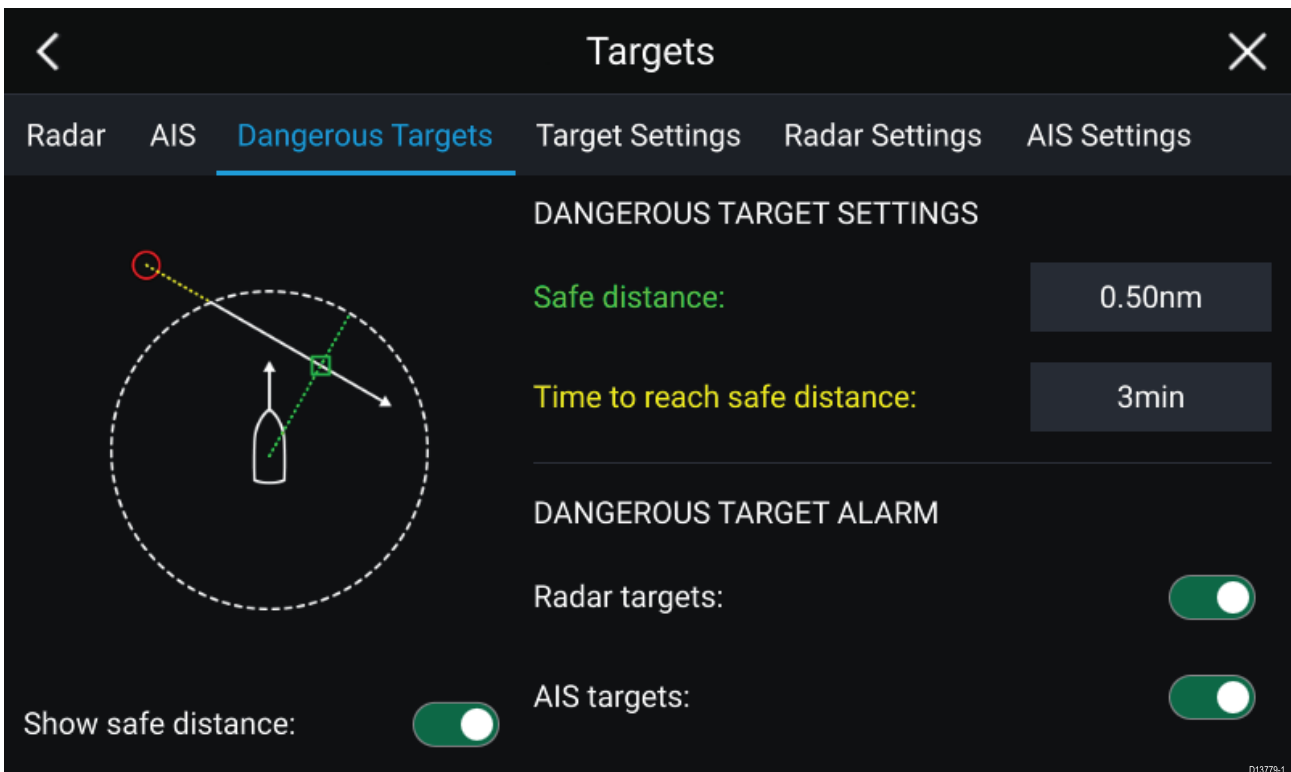 Targets
Radar AIS Dangerous Targets Target Settings Radar Settings AIS Settings
DANGEROUS TARGET SETTINGS
Safe distance: 0.50nm
Time to reach safe distance: 3min
DANGEROUS TARGET ALARM
Radar targets:
AIS targets:
Show safe distance:
D13779-1